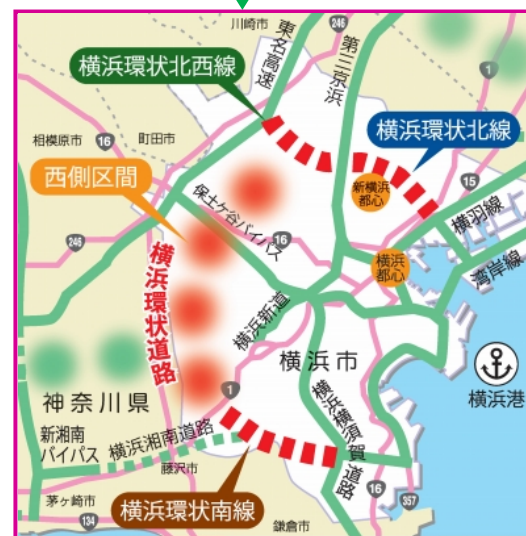 川崎市
246
東名高速
第三京浜
1
横浜環状北西線
横浜環状北線
相模原市
16
町田市
西側区間
新横浜
都心
15
保土ケ谷バイパス
16
横羽線
246
横浜
都心
湾岸線
横浜環状道路
横浜新道
横浜市
横浜港
神奈川県
1
横浜横須賀道路
新湘南
バイパス
横浜湘南道路
藤沢市
茅ヶ崎市
134
横浜環状南線
16
357
鎌倉市